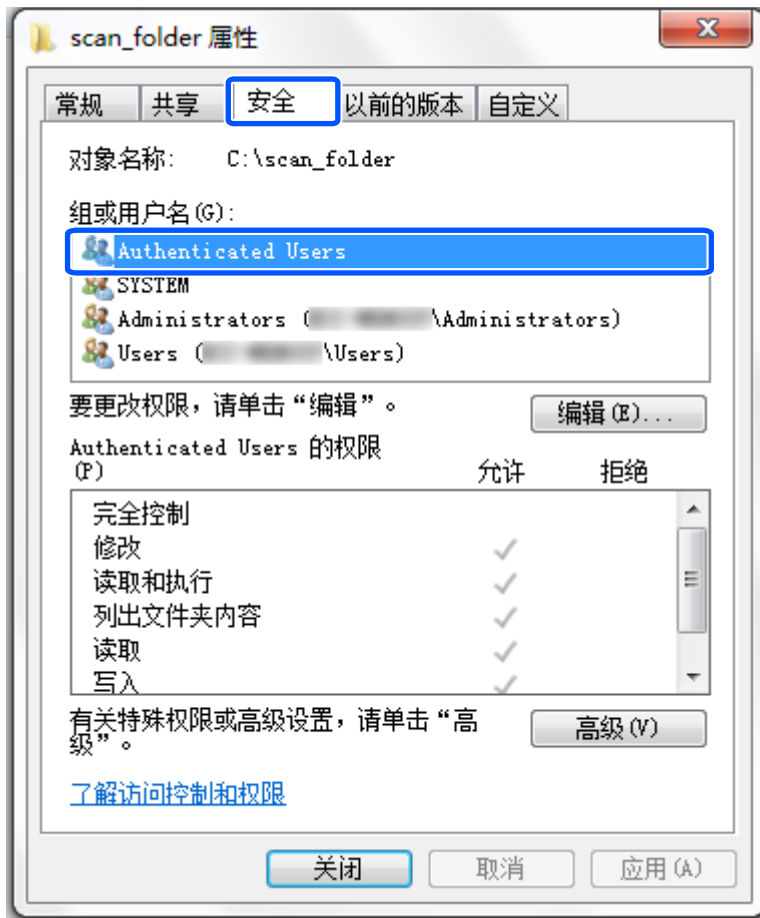 scan_folder 属性
常规 共享 安全 以前的版本 自定义
对象名称: C:\scan_folder
组或用户名(G):
Authenticated Users
SYSTEM
Administrators ( \Administrators)
Users ( \Users)
要更改权限，请单击“编辑”。 编辑(E)...
Authenticated Users 的权限
(P) 允许 拒绝
完全控制
修改
读取和执行
列出文件夹内容
读取
写入
有关特殊权限或高级设置，请单击“高
级”。 高级(V)
了解访问控制和权限
关闭 取消 应用(A)